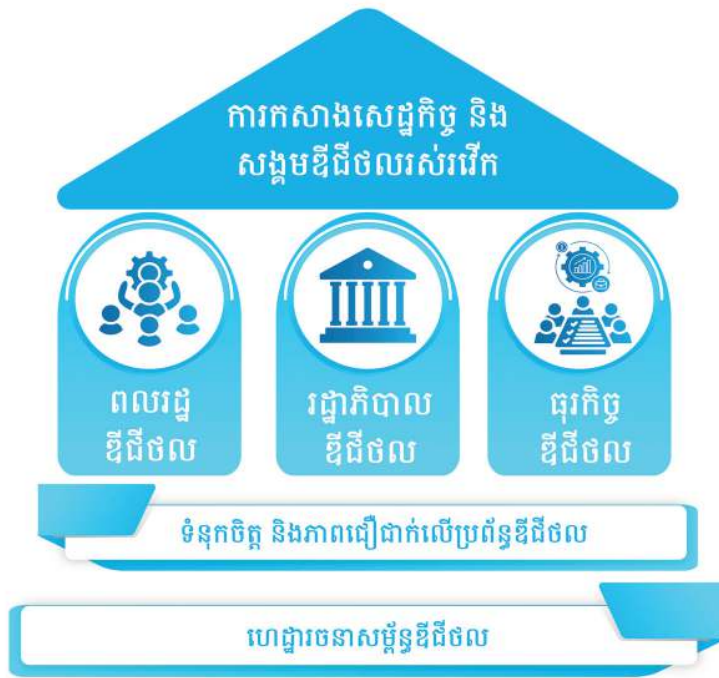 ការកសាងសេដ្ឋកិច្ច និង
សង្គមឌីជីថលរស់រវើក
ពលរដ្ឋ
ឌីជីថល
រដ្ឋាភិបាល
ឌីជីថល
ធុរកិច្ច
ឌីជីថល
ទំនុកចិត្ត និងភាពជឿជាក់លើប្រព័ន្ធឌីជីថល
ហេដ្ឋារចនាសម្ព័ន្ធឌីជីថល